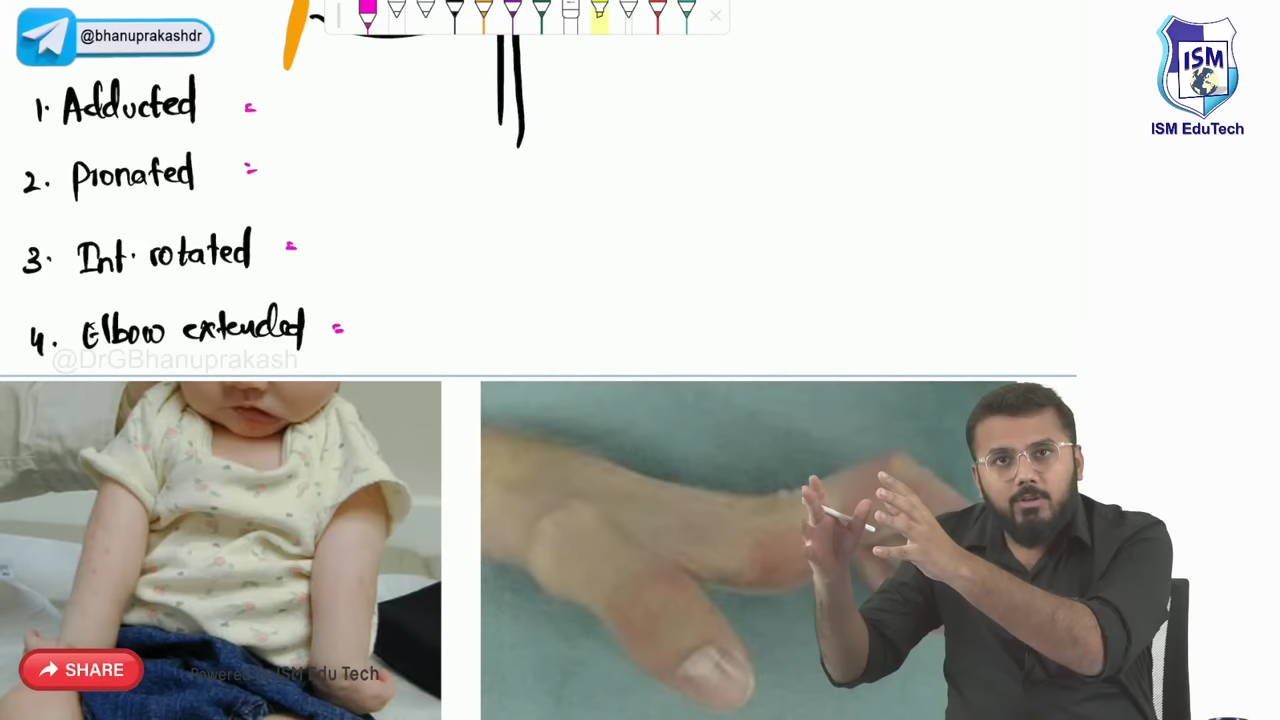 @bhanuprakashdr
ISM
ISM EduTech
1. Adducted =
2. Pronated =
3. Int. rotated =
4. Elbow extended =
@DrGBhanuprakash
SHARE
Powered by ISM Edu Tech